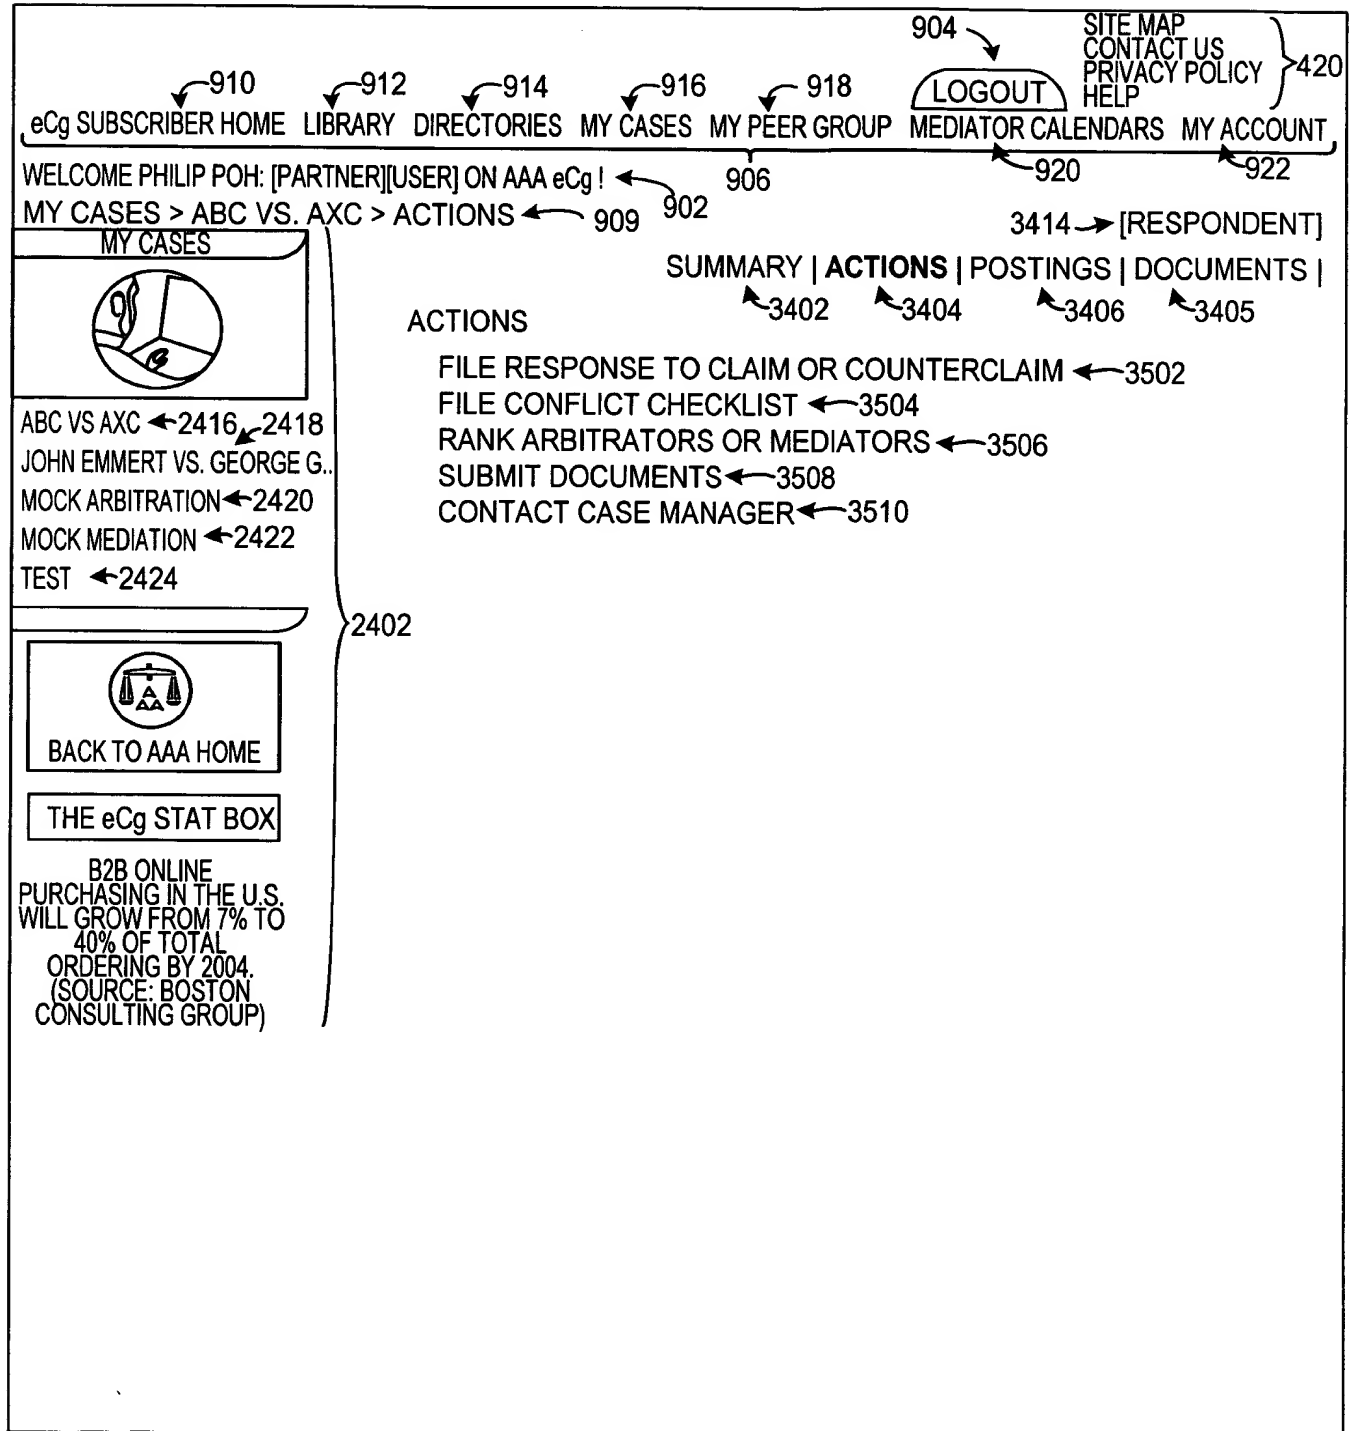 904
SITE MAP
CONTACT US
PRIVACY POLICY
HELP
420
910 912 914 916 918
LOGOUT
eCg SUBSCRIBER HOME LIBRARY DIRECTORIES MY CASES MY PEER GROUP MEDIATOR CALENDARS MY ACCOUNT
906 920 922
WELCOME PHILIP POH: [PARTNER][USER] ON AAA eCg ! 902
MY CASES > ABC VS. AXC > ACTIONS 909
3414 [RESPONDENT]
MY CASES
SUMMARY | ACTIONS | POSTINGS | DOCUMENTS |
3402 3404 3406 3405
ACTIONS
FILE RESPONSE TO CLAIM OR COUNTERCLAIM 3502
FILE CONFLICT CHECKLIST 3504
RANK ARBITRATORS OR MEDIATORS 3506
SUBMIT DOCUMENTS 3508
CONTACT CASE MANAGER 3510
ABC VS AXC 2416 2418
JOHN EMMERT VS. GEORGE G..
MOCK ARBITRATION 2420
MOCK MEDIATION 2422
TEST 2424
2402
A
AA
BACK TO AAA HOME
THE eCg STAT BOX
B2B ONLINE
PURCHASING IN THE U.S.
WILL GROW FROM 7% TO
40% OF TOTAL
ORDERING BY 2004.
(SOURCE: BOSTON
CONSULTING GROUP)